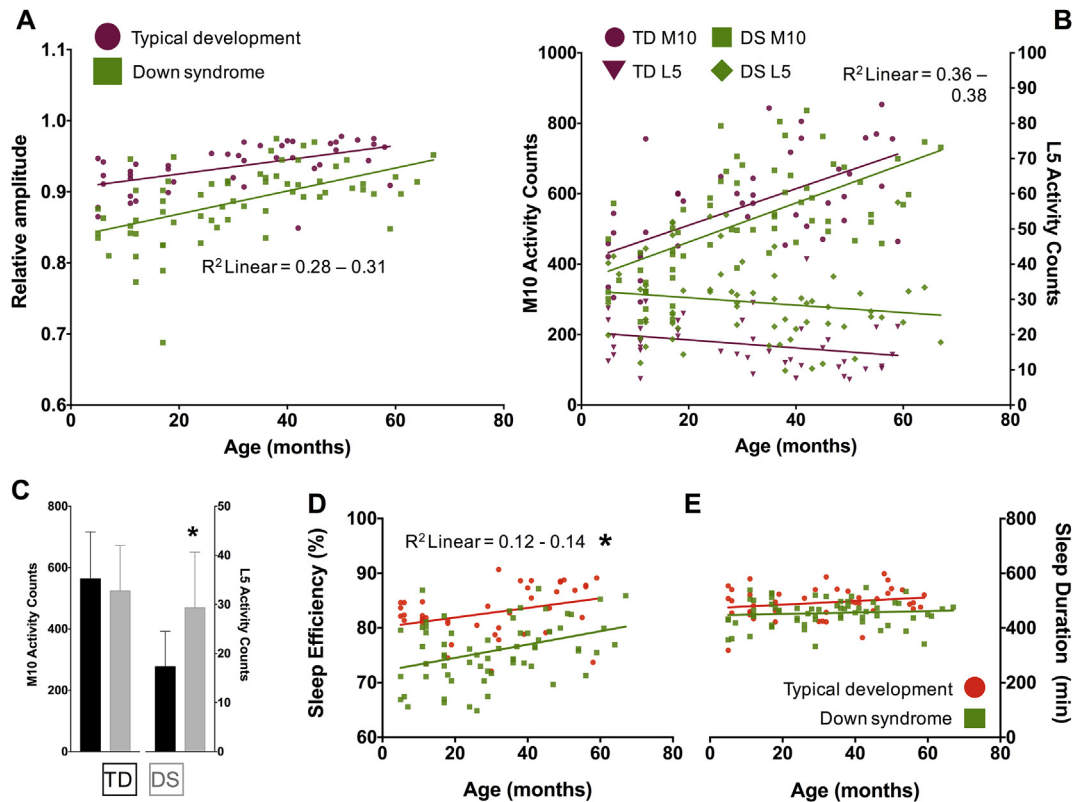 A
Typical development
Down syndrome
1.1
1.0
0.9
0.8
0.7
0.6
Relative amplitude
R² Linear = 0.28 – 0.31
0
20
40
60
80
Age (months)
B
TD M10
DS M10
TD L5
DS L5
R² Linear = 0.36 –
0.38
1000
800
600
400
200
0
M10 Activity Counts
100
90
80
70
60
50
40
30
20
10
0
L5 Activity Counts
0
20
40
60
80
Age (months)
C
800
600
400
200
0
M10 Activity Counts
50
40
30
20
10
0
L5 Activity Counts
*
TD
DS
D
100
90
80
70
60
Sleep Efficiency (%)
R² Linear = 0.12 - 0.14 *
0
20
40
60
80
Age (months)
E
800
600
400
200
0
Sleep Duration (min)
Typical development
Down syndrome
0
20
40
60
80
Age (months)